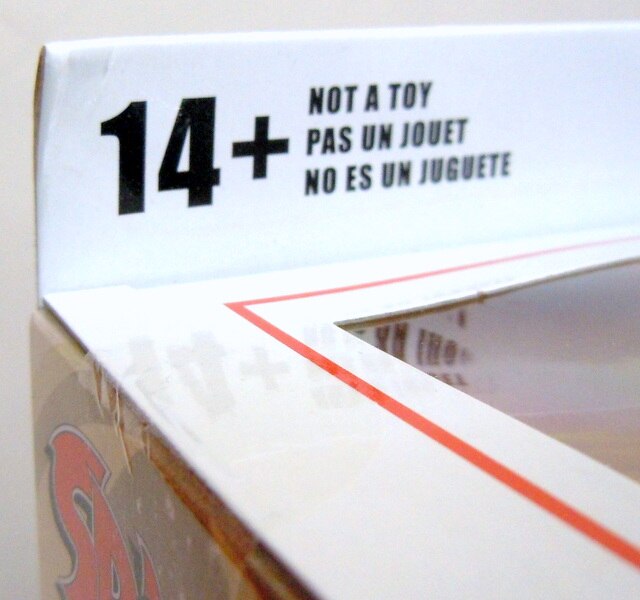 14+
NOT A TOY
PAS UN JOUET
NO ES UN JUGUETE